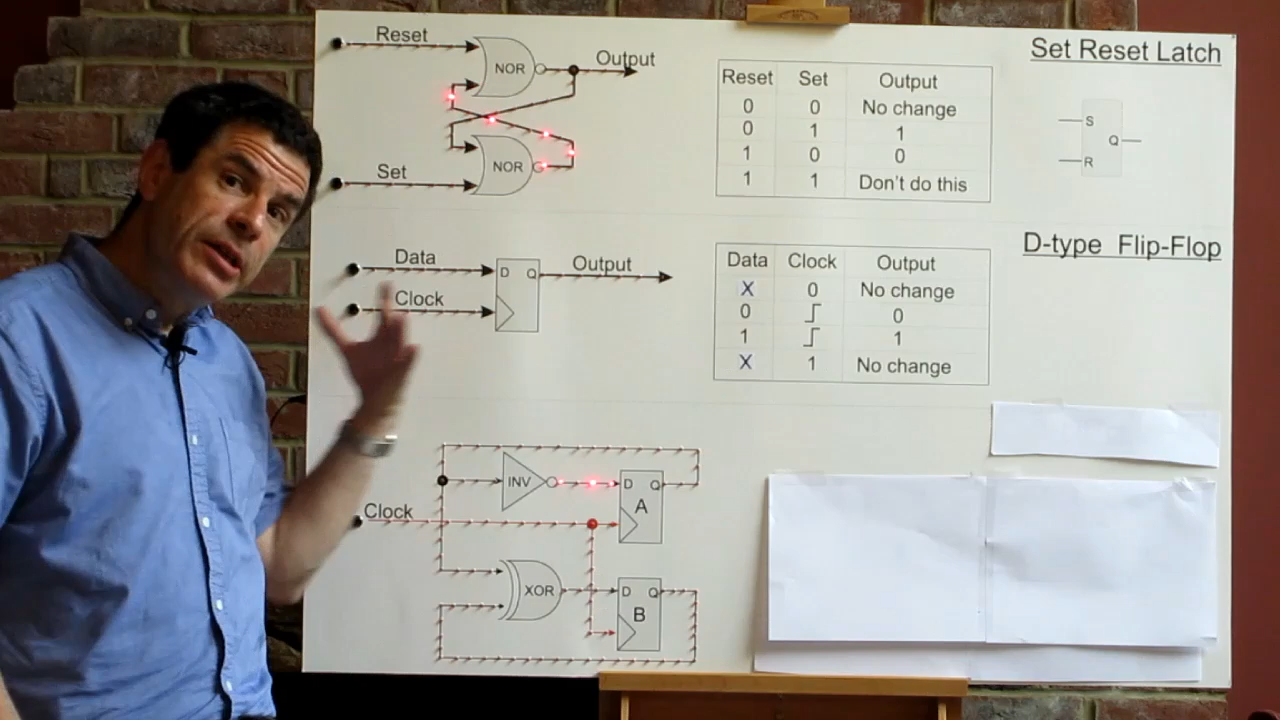 Reset
NOR
Output
NOR
Set
Reset Set Output
0 0 No change
0 1 1
1 0 0
1 1 Don't do this
Set Reset Latch
S
Q
R
Data
Clock
D Q
Output
Data Clock Output
X 0 No change
0 0
1 1
X 1 No change
D-type Flip-Flop
INV
D Q
A
Clock
XOR
D Q
B